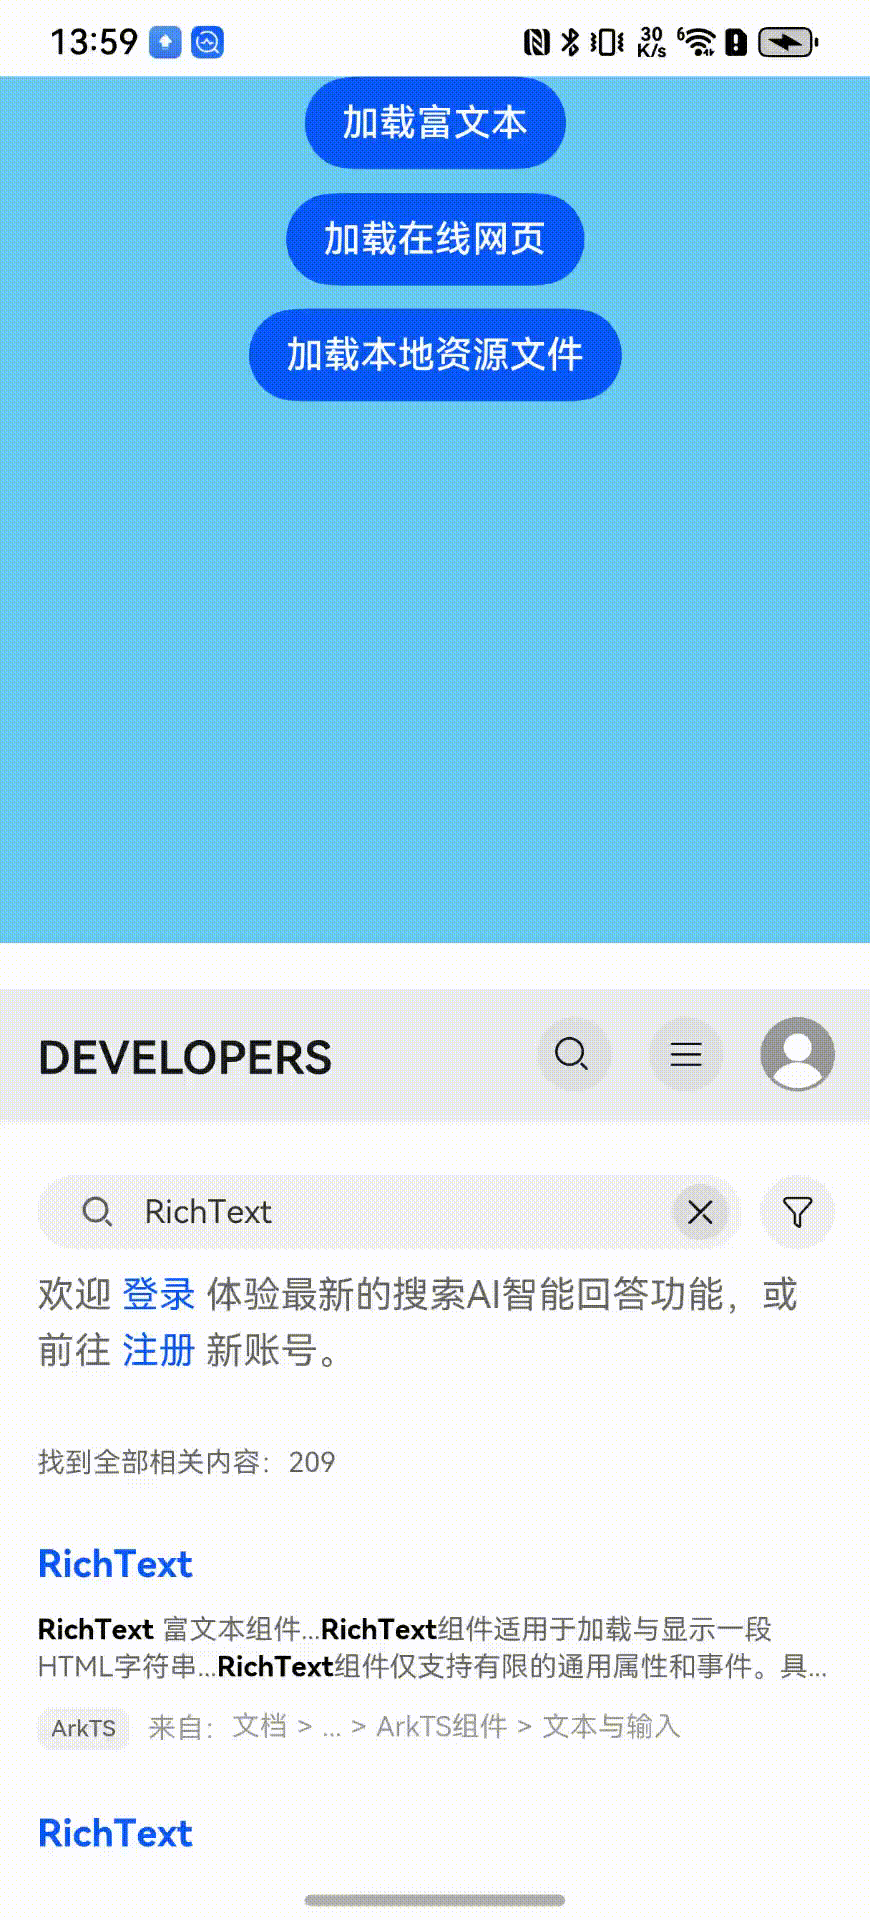 13:59
30
K/s
6
加载富文本
加载在线网页
加载本地资源文件
DEVELOPERS
RichText
欢迎 登录 体验最新的搜索AI智能回答功能，或
前往 注册 新账号。
找到全部相关内容：209
RichText
RichText 富文本组件...RichText组件适用于加载与显示一段
HTML字符串...RichText组件仅支持有限的通用属性和事件。具...
ArkTS 来自： 文档 > ... > ArkTS组件 > 文本与输入
RichText